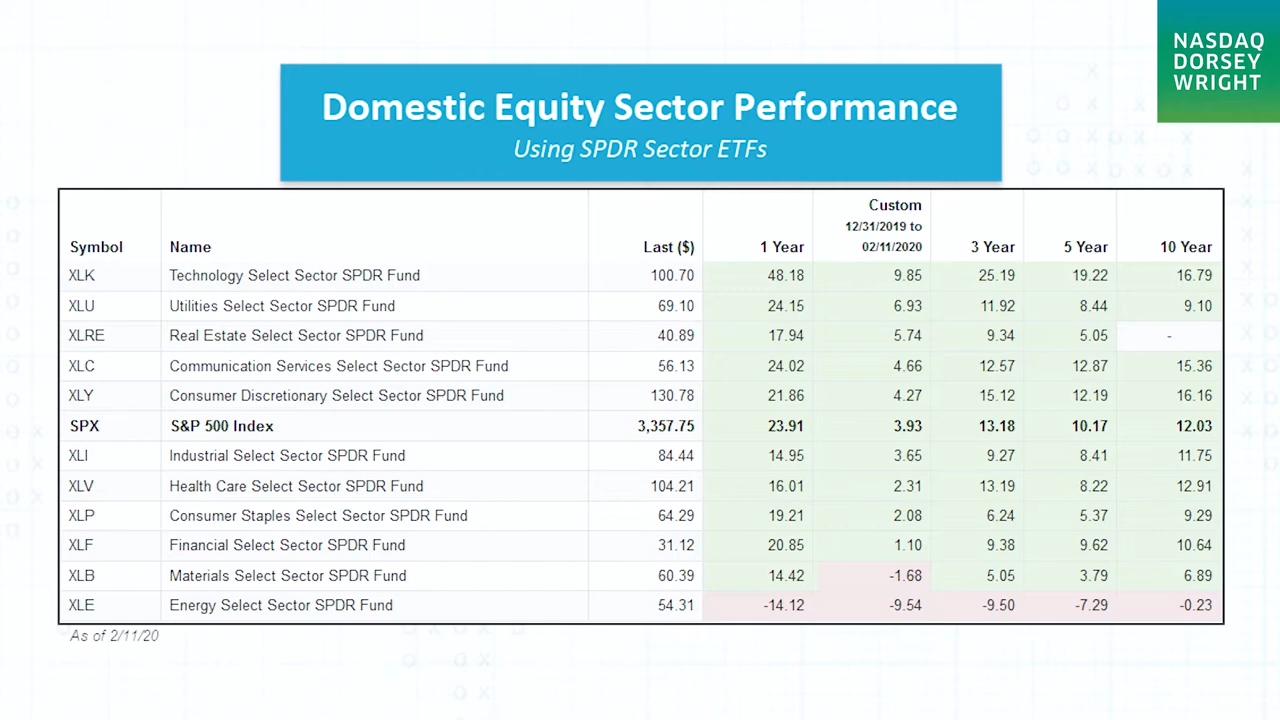 NASDAQ
DORSEY
WRIGHT
Domestic Equity Sector Performance
Using SPDR Sector ETFs
Symbol Name Last ($) 1 Year Custom 12/31/2019 to 02/11/2020 3 Year 5 Year 10 Year
XLK Technology Select Sector SPDR Fund 100.70 48.18 9.85 25.19 19.22 16.79
XLU Utilities Select Sector SPDR Fund 69.10 24.15 6.93 11.92 8.44 9.10
XLRE Real Estate Select Sector SPDR Fund 40.89 17.94 5.74 9.34 5.05 -
XLC Communication Services Select Sector SPDR Fund 56.13 24.02 4.66 12.57 12.87 15.36
XLY Consumer Discretionary Select Sector SPDR Fund 130.78 21.86 4.27 15.12 12.19 16.16
SPX S&P 500 Index 3,357.75 23.91 3.93 13.18 10.17 12.03
XLI Industrial Select Sector SPDR Fund 84.44 14.95 3.65 9.27 8.41 11.75
XLV Health Care Select Sector SPDR Fund 104.21 16.01 2.31 13.19 8.22 12.91
XLP Consumer Staples Select Sector SPDR Fund 64.29 19.21 2.08 6.24 5.37 9.29
XLF Financial Select Sector SPDR Fund 31.12 20.85 1.10 9.38 9.62 10.64
XLB Materials Select Sector SPDR Fund 60.39 14.42 -1.68 5.05 3.79 6.89
XLE Energy Select Sector SPDR Fund 54.31 -14.12 -9.54 -9.50 -7.29 -0.23
As of 2/11/20